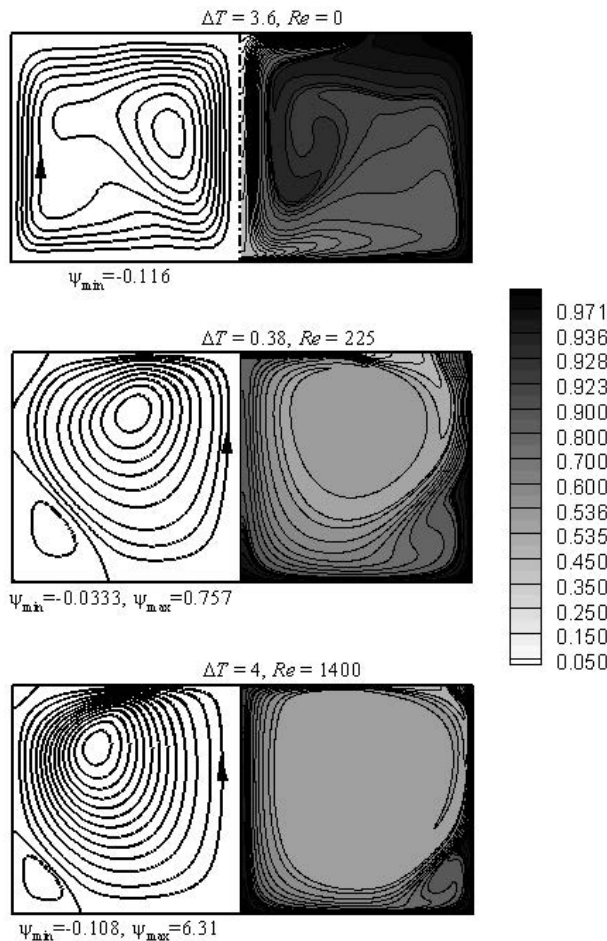 ΔT = 3.6, Re = 0
ψmin=-0.116
ΔT = 0.38, Re = 225
ψmin=-0.0333, ψmax=0.757
ΔT = 4, Re = 1400
ψmin=-0.108, ψmax=6.31
0.971
0.936
0.928
0.923
0.900
0.800
0.700
0.600
0.536
0.535
0.450
0.350
0.250
0.150
0.050